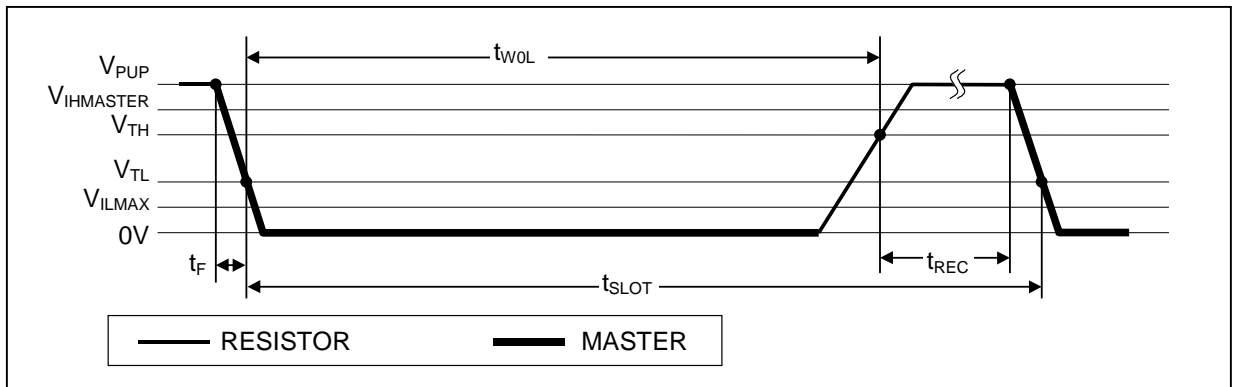 tW0L
VPUP
VIHMASTER
VTH
VTL
VILMAX
0V
tF
tREC
tSLOT
RESISTOR
MASTER